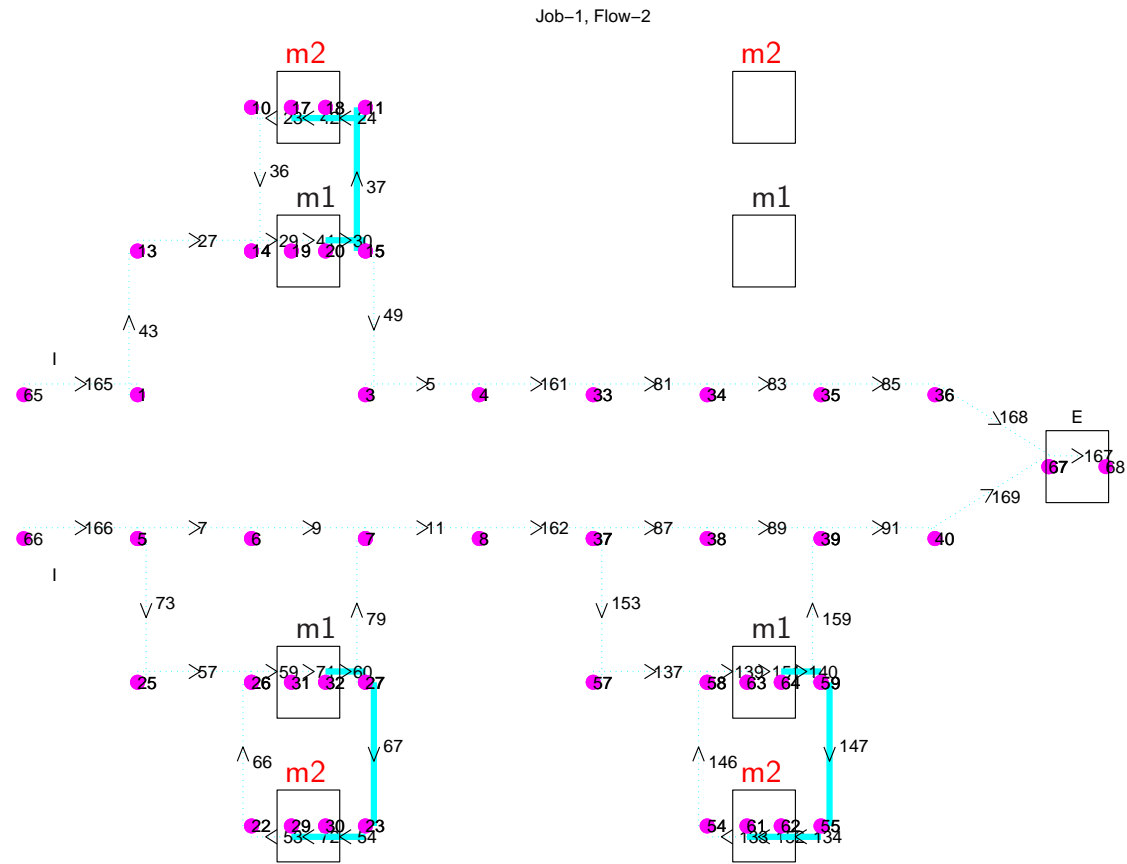 Job−1, Flow−2
m2 m2
10 17 18 11
23 42 24
36 37
m1 m1
27 29 41 30
13 14 19 20 15
43 49
I
165 5 161 81 83 85
65 1 3 4 33 34 35 36
168
E
167
67 68
169
166 7 9 11 162 87 89 91
66 5 6 7 8 37 38 39 40
I
73 79 153 159
m1 m1
57 59 71 60 137 139 151 140
25 26 31 32 27 57 58 63 64 59
66 67 146 147
m2 m2
22 29 30 23 54 61 62 55
53 72 54 133 152 134